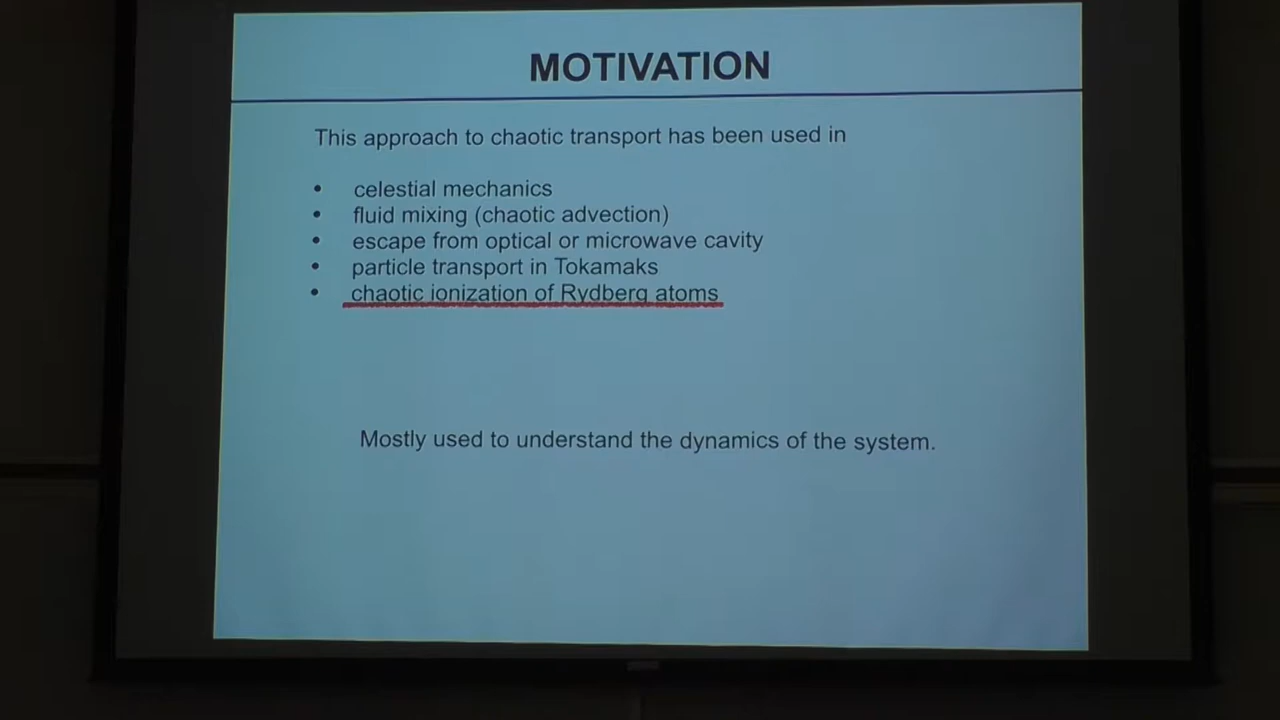 MOTIVATION
This approach to chaotic transport has been used in
• celestial mechanics
• fluid mixing (chaotic advection)
• escape from optical or microwave cavity
• particle transport in Tokamaks
• chaotic ionization of Rydberg atoms
Mostly used to understand the dynamics of the system.